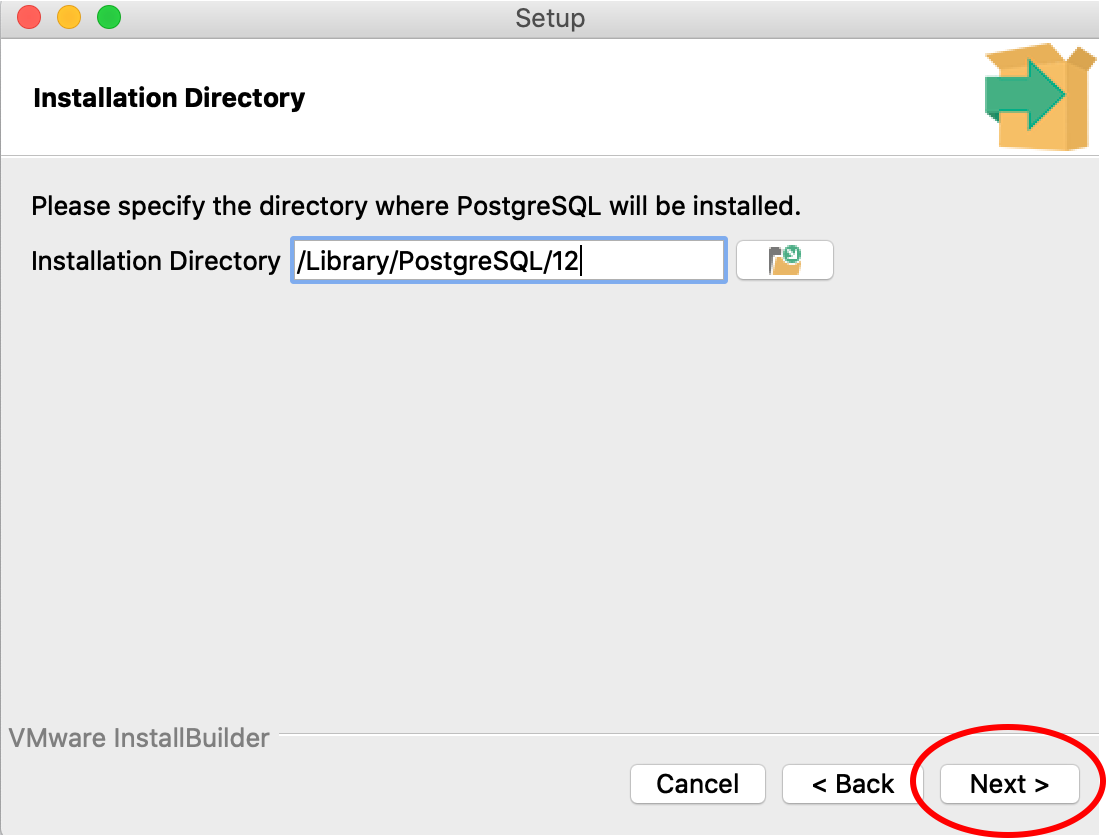 Setup
Installation Directory
Please specify the directory where PostgreSQL will be installed.
Installation Directory /Library/PostgreSQL/12
VMware InstallBuilder
Cancel < Back Next >